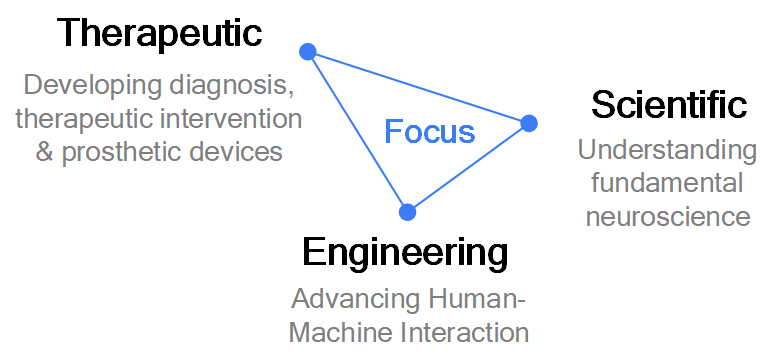 Therapeutic
Developing diagnosis,
therapeutic intervention
& prosthetic devices
Focus
Scientific
Understanding
fundamental
neuroscience
Engineering
Advancing Human-
Machine Interaction